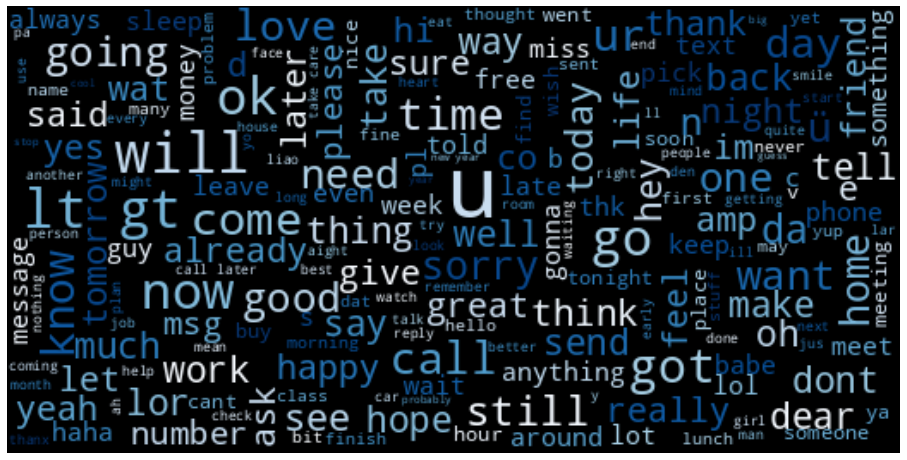 always sleep love hi way ur thank day
pa eat thought went yet big
going d face nice miss text
use name wat money problem later please take sure end sent free wish pick back smile friend something
cool many take care heart mind start
said every ok time find life n night ü
yes house yo fine told sooh ll quite
stop will liao new year pl co b today hey people im never tell
another might leave need even year late right den guess one c v e
lt gt come long week u room thk first getting
person tomorrow thing try well gonna waiting go amp da phone
message know guy already aight look keep ill may yup lar
nothing call later best give sorry tonight want home meeting
plan now good dat watch remember feel place stuff make
job msg s say talk great think early oh next
much buy morning reply hello send done jus meet
coming mean happy call better babe
month let help work wait anything got lol dont
ah class car probably y
yeah lor cant check ask see hope still really girl dear ya
thanx haha number bit finish hour around lot lunch man someone